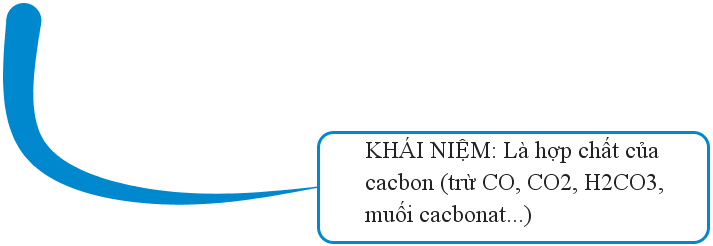 KHÁI NIỆM: Là hợp chất của
cacbon (trừ CO, CO2, H2CO3,
muối cacbonat...)